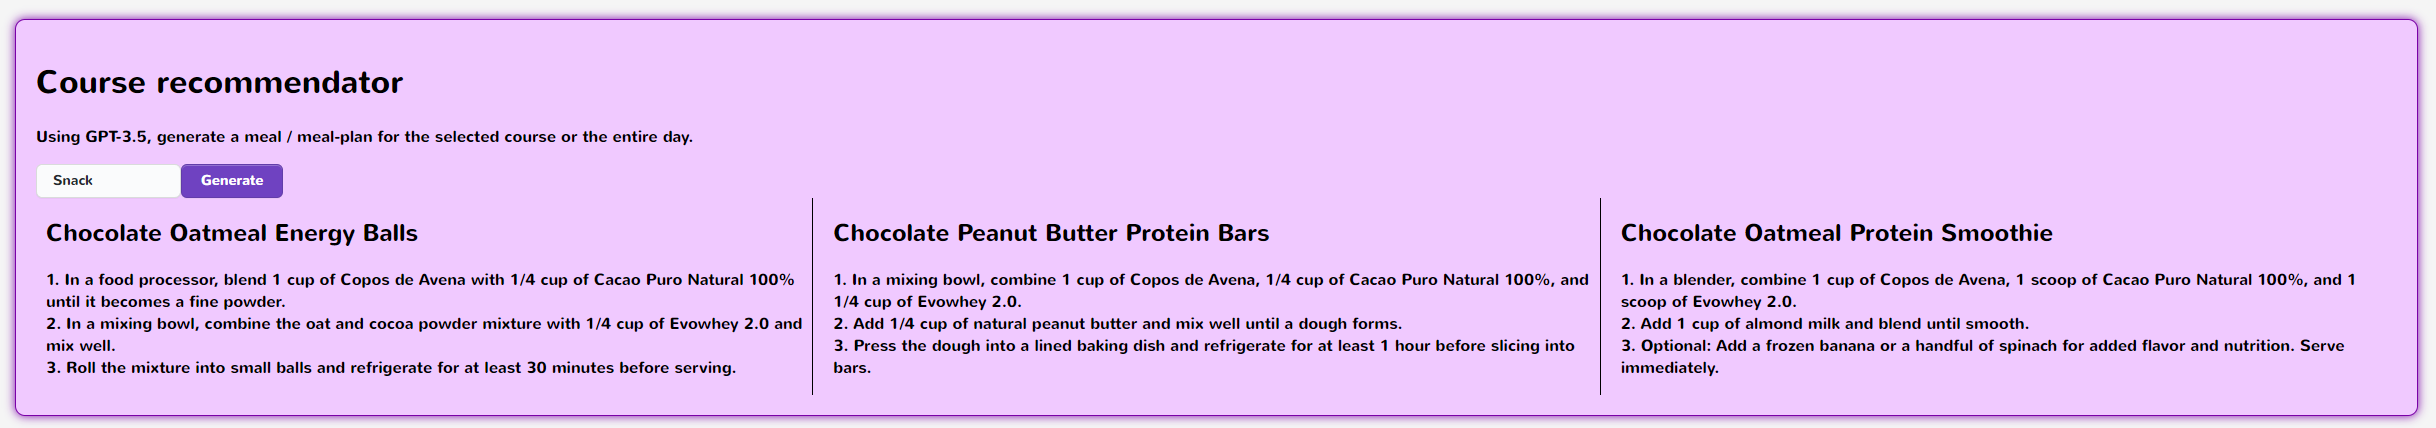 Course recommendator
Using GPT-3.5, generate a meal / meal-plan for the selected course or the entire day.
Snack
Generate
Chocolate Oatmeal Energy Balls
1. In a food processor, blend 1 cup of Copos de Avena with 1/4 cup of Cacao Puro Natural 100%
until it becomes a fine powder.
2. In a mixing bowl, combine the oat and cocoa powder mixture with 1/4 cup of Evowhey 2.0 and
mix well.
3. Roll the mixture into small balls and refrigerate for at least 30 minutes before serving.
Chocolate Peanut Butter Protein Bars
1. In a mixing bowl, combine 1 cup of Copos de Avena, 1/4 cup of Cacao Puro Natural 100%, and
1/4 cup of Evowhey 2.0.
2. Add 1/4 cup of natural peanut butter and mix well until a dough forms.
3. Press the dough into a lined baking dish and refrigerate for at least 1 hour before slicing into
bars.
Chocolate Oatmeal Protein Smoothie
1. In a blender, combine 1 cup of Copos de Avena, 1 scoop of Cacao Puro Natural 100%, and 1
scoop of Evowhey 2.0.
2. Add 1 cup of almond milk and blend until smooth.
3. Optional: Add a frozen banana or a handful of spinach for added flavor and nutrition. Serve
immediately.